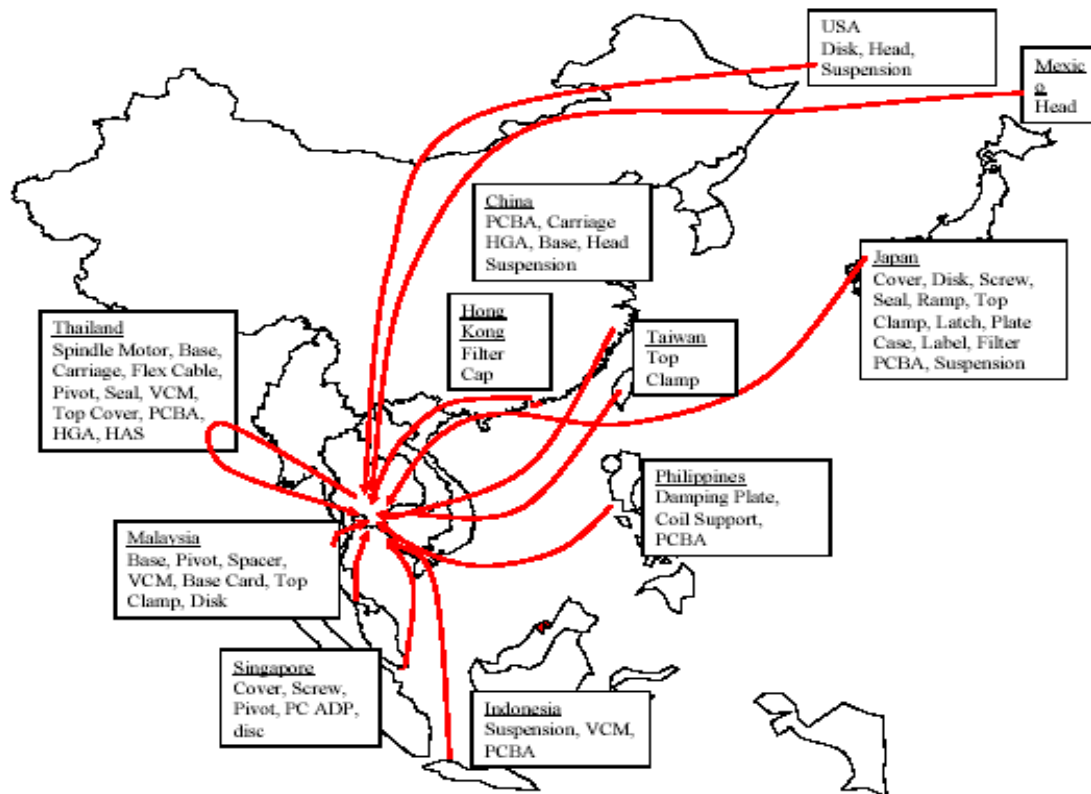 USA
Disk, Head,
Suspension
Mexic
o
Head
China
PCBA, Carriage
HGA, Base, Head
Suspension
Japan
Cover, Disk, Screw,
Seal, Ramp, Top
Clamp, Latch, Plate
Case, Label, Filter
PCBA, Suspension
Hong
Kong
Filter
Cap
Taiwan
Top
Clamp
Thailand
Spindle Motor, Base,
Carriage, Flex Cable,
Pivot, Seal, VCM,
Top Cover, PCBA,
HGA, HAS
Philippines
Damping Plate,
Coil Support,
PCBA
Malaysia
Base, Pivot, Spacer,
VCM, Base Card, Top
Clamp, Disk
Singapore
Cover, Screw,
Pivot, PC ADP,
disc
Indonesia
Suspension, VCM,
PCBA